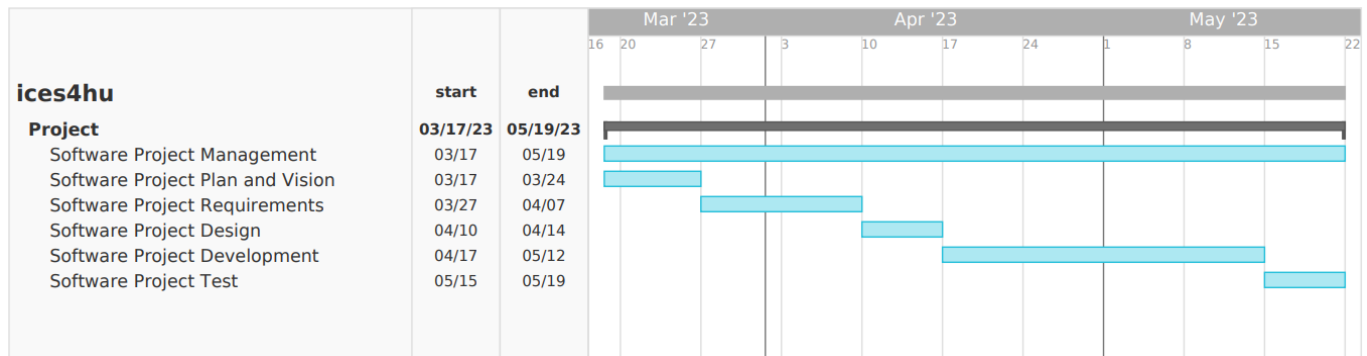 Mar '23 Apr '23 May '23
16 20 27 3 10 17 24 1 8 15 22
ices4hu start end
Project 03/17/23 05/19/23
Software Project Management 03/17 05/19
Software Project Plan and Vision 03/17 03/24
Software Project Requirements 03/27 04/07
Software Project Design 04/10 04/14
Software Project Development 04/17 05/12
Software Project Test 05/15 05/19